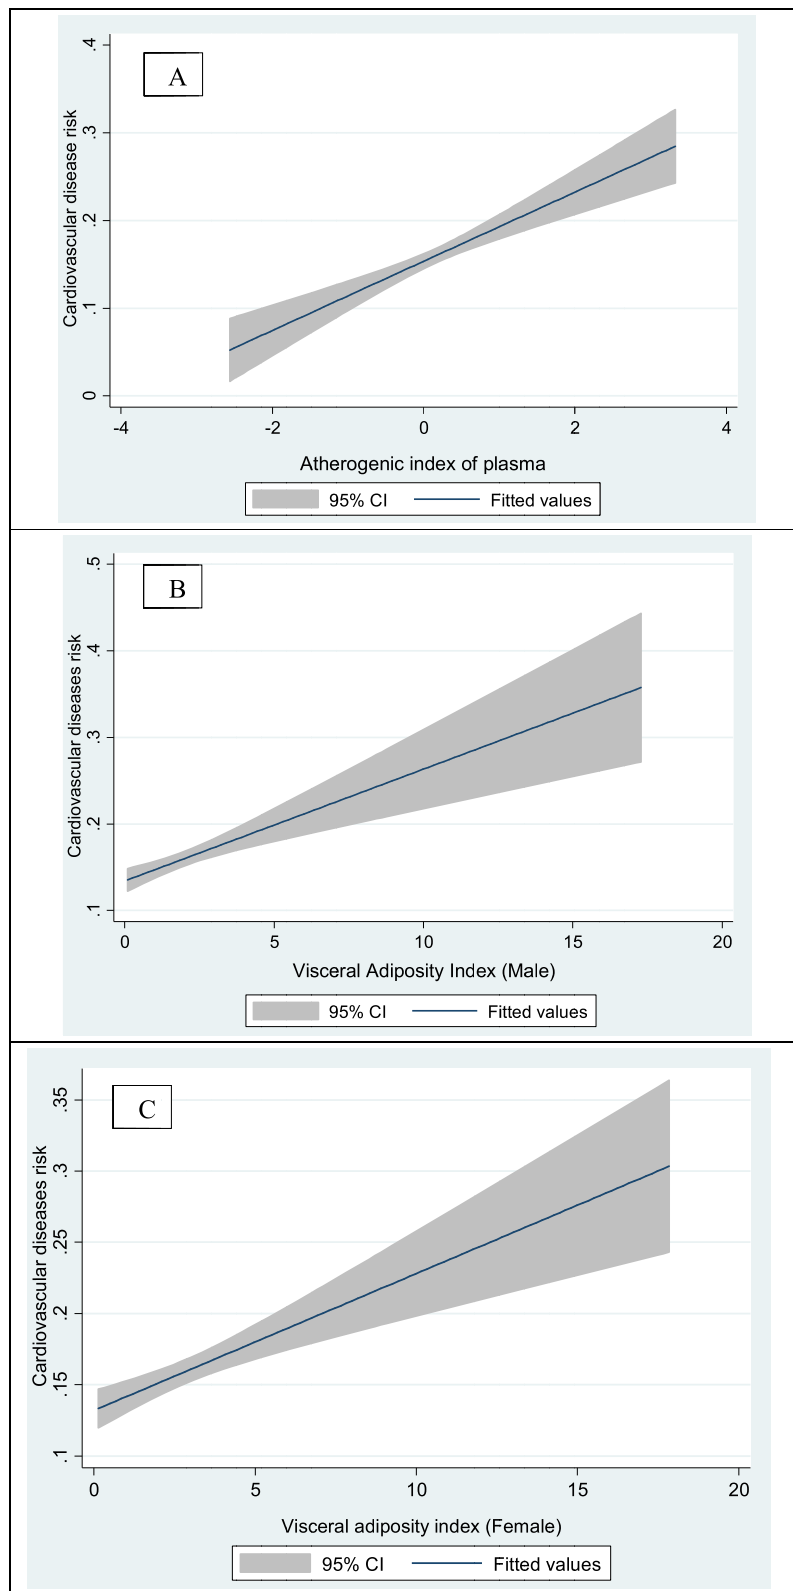 A
Cardiovascular disease risk
.4
.3
.2
.1
0
-4 -2 0 2 4
Atherogenic index of plasma
95% CI Fitted values
B
Cardiovascular diseases risk
.5
.4
.3
.2
.1
0 5 10 15 20
Visceral Adiposity Index (Male)
95% CI Fitted values
C
Cardiovascular diseases risk
.35
.3
.25
.2
.15
.1
0 5 10 15 20
Visceral adiposity index (Female)
95% CI Fitted values